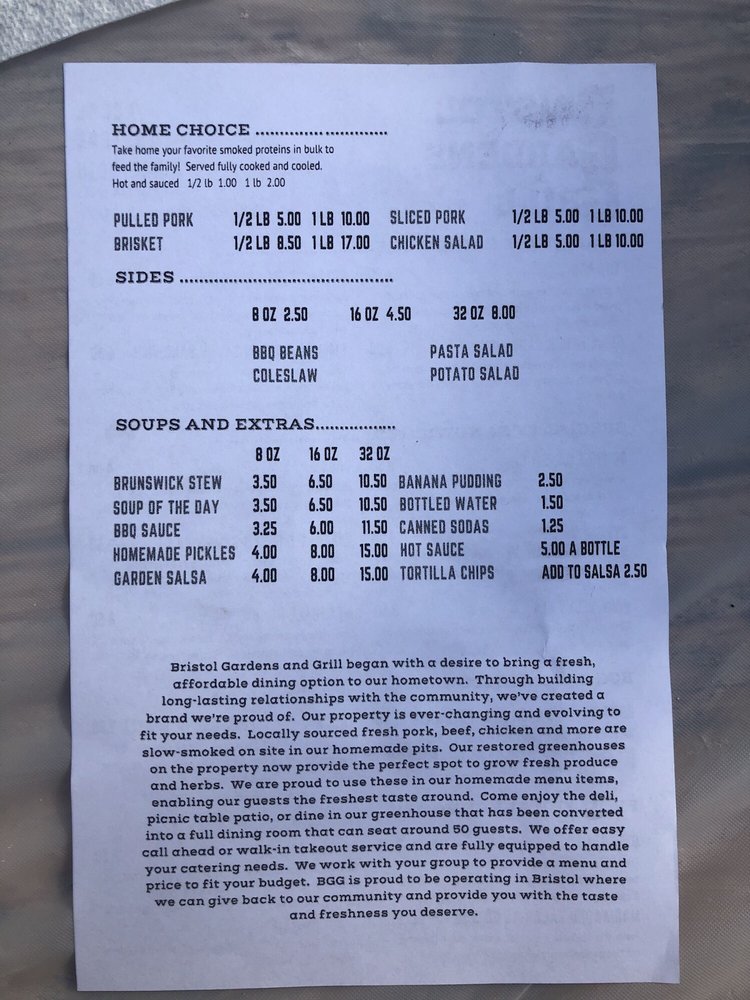 HOME CHOICE ...........................
Take home your favorite smoked proteins in bulk to
feed the family! Served fully cooked and cooled.
Hot and sauced 1/2 lb 1.00 1 lb 2.00
PULLED PORK 1/2 LB 5.00 1 LB 10.00 SLICED PORK 1/2 LB 5.00 1 LB 10.00
BRISKET 1/2 LB 8.50 1 LB 17.00 CHICKEN SALAD 1/2 LB 5.00 1 LB 10.00
SIDES ...........................................
8 OZ 2.50 16 OZ 4.50 32 OZ 8.00
BBQ BEANS PASTA SALAD
COLESLAW POTATO SALAD
SOUPS AND EXTRAS.................
8 OZ 16 OZ 32 OZ
BRUNSWICK STEW 3.50 6.50 10.50 BANANA PUDDING 2.50
SOUP OF THE DAY 3.50 6.50 10.50 BOTTLED WATER 1.50
BBQ SAUCE 3.25 6.00 11.50 CANNED SODAS 1.25
HOMEMADE PICKLES 4.00 8.00 15.00 HOT SAUCE 5.00 A BOTTLE
GARDEN SALSA 4.00 8.00 15.00 TORTILLA CHIPS ADD TO SALSA 2.50
Bristol Gardens and Grill began with a desire to bring a fresh,
affordable dining option to our hometown. Through building
long-lasting relationships with the community, we've created a
brand we're proud of. Our property is ever-changing and evolving to
fit your needs. Locally sourced fresh pork, beef, chicken and more are
slow-smoked on site in our homemade pits. Our restored greenhouses
on the property now provide the perfect spot to grow fresh produce
and herbs. We are proud to use these in our homemade menu items,
enabling our guests the freshest taste around. Come enjoy the deli,
picnic table patio, or dine in our greenhouse that has been converted
into a full dining room that can seat around 50 guests. We offer easy
call ahead or walk-in takeout service and are fully equipped to handle
your catering needs. We work with your group to provide a menu and
price to fit your budget. BGG is proud to be operating in Bristol where
we can give back to our community and provide you with the taste
and freshness you deserve.